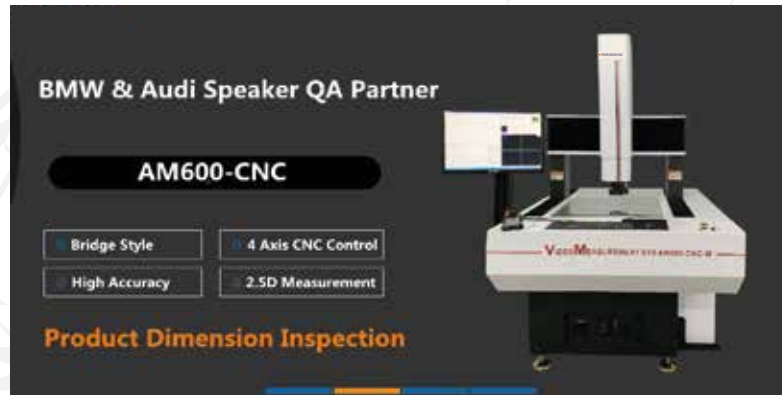 BMW & Audi Speaker QA Partner
AM600-CNC
Bridge Style
4 Axis CNC Control
High Accuracy
2.5D Measurement
Product Dimension Inspection